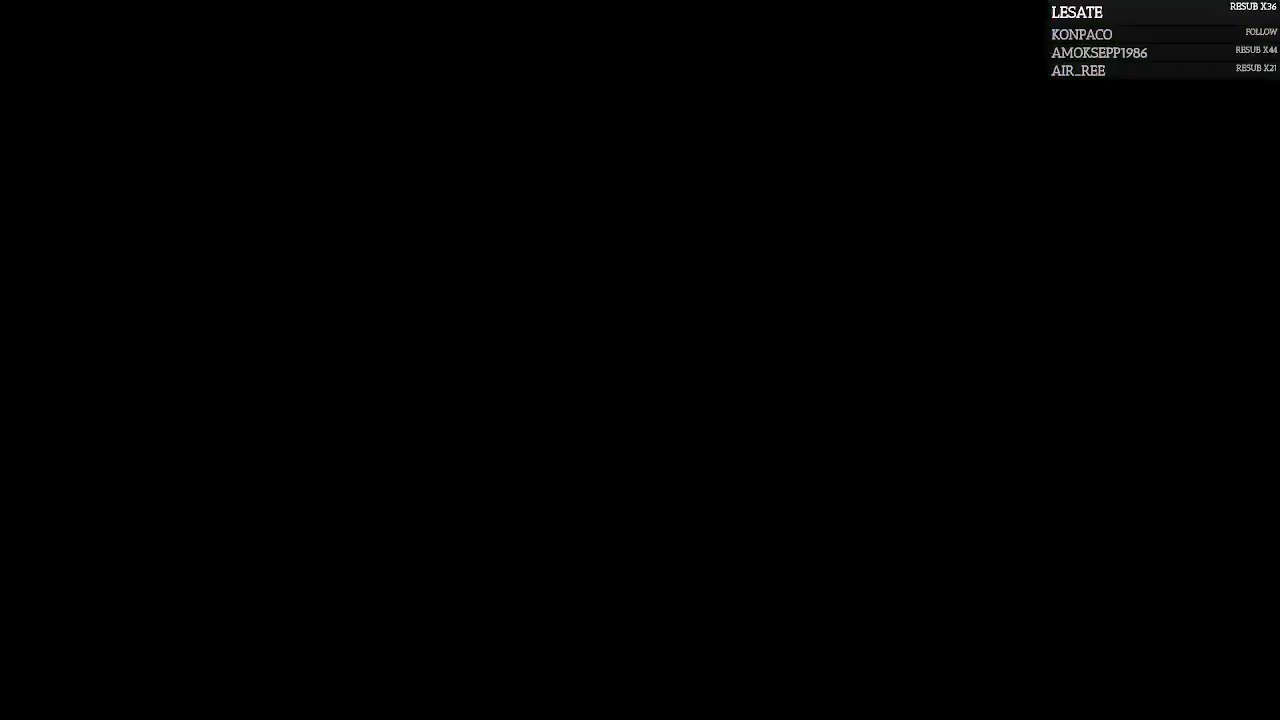 LESATE RESUB X36
KONPACO FOLLOW
AMOKSEPP1986 RESUB X44
AIR_REE RESUB X21